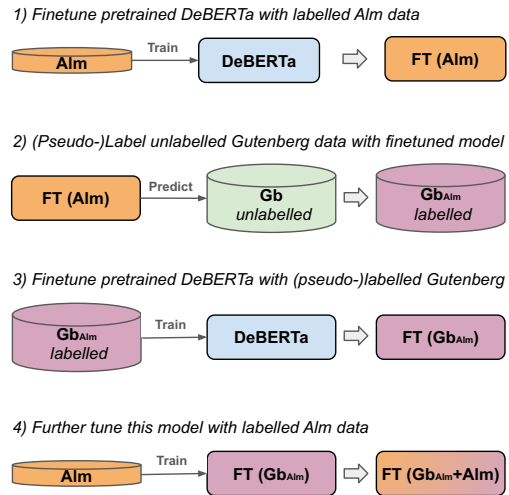 1) Finetune pretrained DeBERTa with labelled Alm data
Train
Alm
DeBERTa
FT (Alm)
2) (Pseudo-)Label unlabelled Gutenberg data with finetuned model
FT (Alm)
Predict
Gb
unlabelled
GbAlm
labelled
3) Finetune pretrained DeBERTa with (pseudo-)labelled Gutenberg
GbAlm
labelled
Train
DeBERTa
FT (GbAlm)
4) Further tune this model with labelled Alm data
Alm
Train
FT (GbAlm)
FT (GbAlm+Alm)